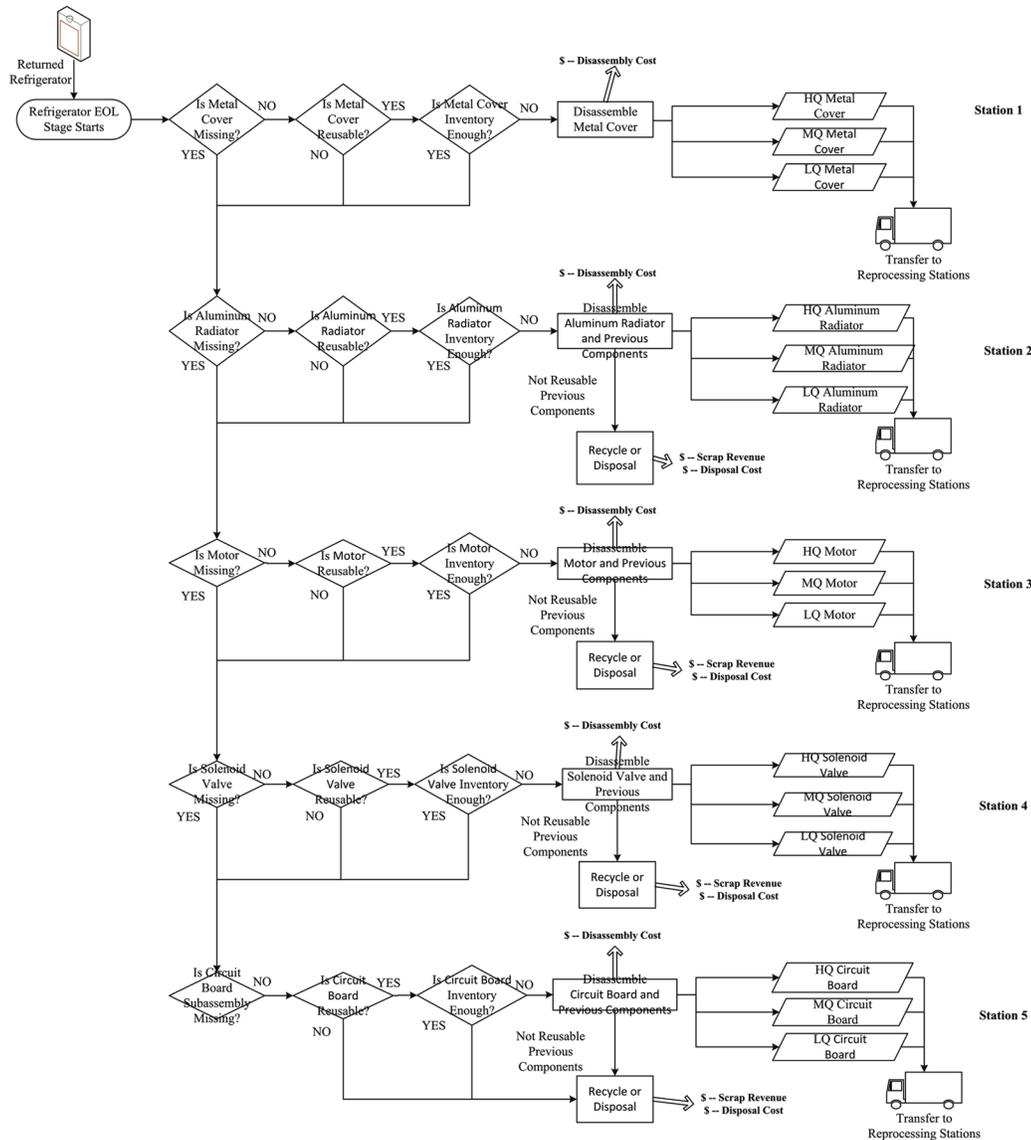 Returned
Refrigerator
Refrigerator EOL
Stage Starts
Is Metal
Cover
Missing?
NO
YES
Is Metal
Cover
Reusable?
YES
NO
Is Metal Cover
Inventory
Enough?
NO
YES
$ -- Disassembly Cost
Disassemble
Metal Cover
HQ Metal
Cover
MQ Metal
Cover
LQ Metal
Cover
Station 1
Transfer to
Reprocessing Stations
Is Aluminum
Radiator
Missing?
NO
YES
Is Aluminum
Radiator
Reusable?
YES
NO
Is Aluminum
Radiator
Inventory
Enough?
NO
YES
$ -- Disassembly Cost
Disassemble
Aluminum Radiator
and Previous
Components
Not Reusable
Previous
Components
Recycle or
Disposal
$ -- Scrap Revenue
$ -- Disposal Cost
HQ Aluminum
Radiator
MQ Aluminum
Radiator
LQ Aluminum
Radiator
Station 2
Transfer to
Reprocessing Stations
Is Motor
Missing?
NO
YES
Is Motor
Reusable?
YES
NO
Is Motor
Inventory
Enough?
NO
YES
$ -- Disassembly Cost
Disassemble
Motor and Previous
Components
Not Reusable
Previous
Components
Recycle or
Disposal
$ -- Scrap Revenue
$ -- Disposal Cost
HQ Motor
MQ Motor
LQ Motor
Station 3
Transfer to
Reprocessing Stations
Is Solenoid
Valve
Missing?
NO
YES
Is Solenoid
Valve
Reusable?
YES
NO
Is Solenoid
Valve Inventory
Enough?
NO
YES
$ -- Disassembly Cost
Disassemble
Solenoid Valve and
Previous
Components
Not Reusable
Previous
Components
Recycle or
Disposal
$ -- Scrap Revenue
$ -- Disposal Cost
HQ Solenoid
Valve
MQ Solenoid
Valve
LQ Solenoid
Valve
Station 4
Transfer to
Reprocessing Stations
Is Circuit
Board
Subassembly
Missing?
NO
Is Circuit
Board
Reusable?
YES
NO
Is Circuit Board
Inventory
Enough?
NO
YES
$ -- Disassembly Cost
Disassemble
Circuit Board and
Previous Components
Not Reusable
Previous
Components
Recycle or
Disposal
$ -- Scrap Revenue
$ -- Disposal Cost
HQ Circuit
Board
MQ Circuit
Board
LQ Circuit
Board
Station 5
Transfer to
Reprocessing Stations